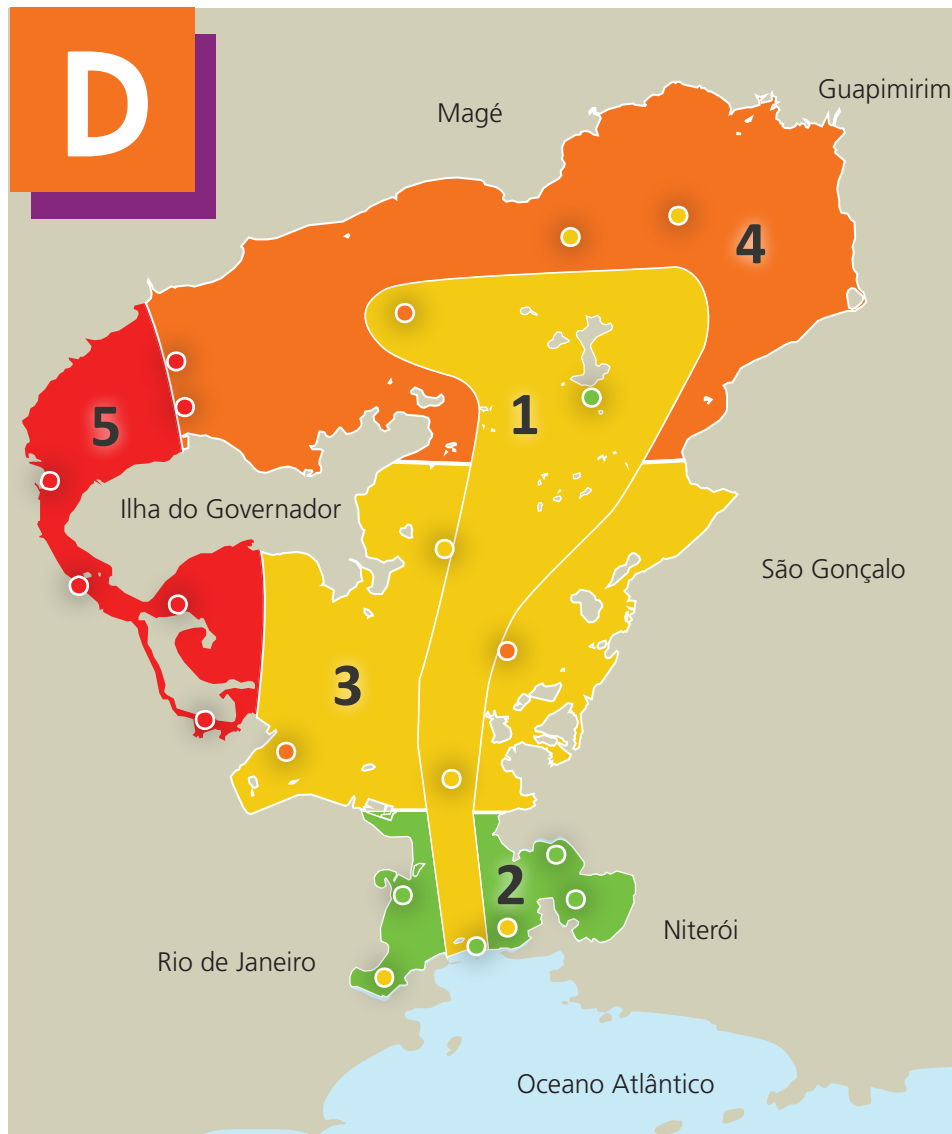 D
Guapimirim
Magé
4
1
5
Ilha do Governador
São Gonçalo
3
2
Niterói
Rio de Janeiro
Oceano Atlântico